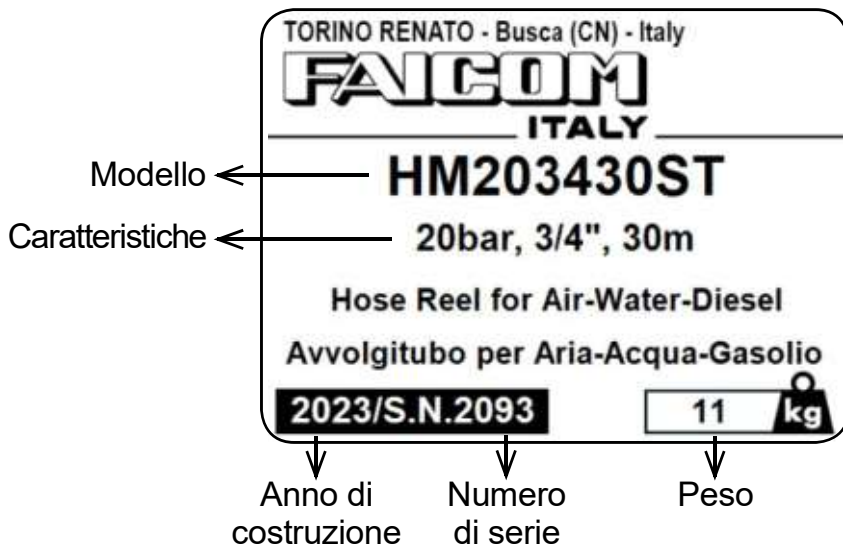 TORINO RENATO - Busca (CN) - Italy
FAICOM
ITALY
Modello
HM203430ST
Caratteristiche
20bar, 3/4", 30m
Hose Reel for Air-Water-Diesel
Avvolgitubo per Aria-Acqua-Gasolio
2023/S.N.2093
11 kg
Anno di costruzione
Numero di serie
Peso